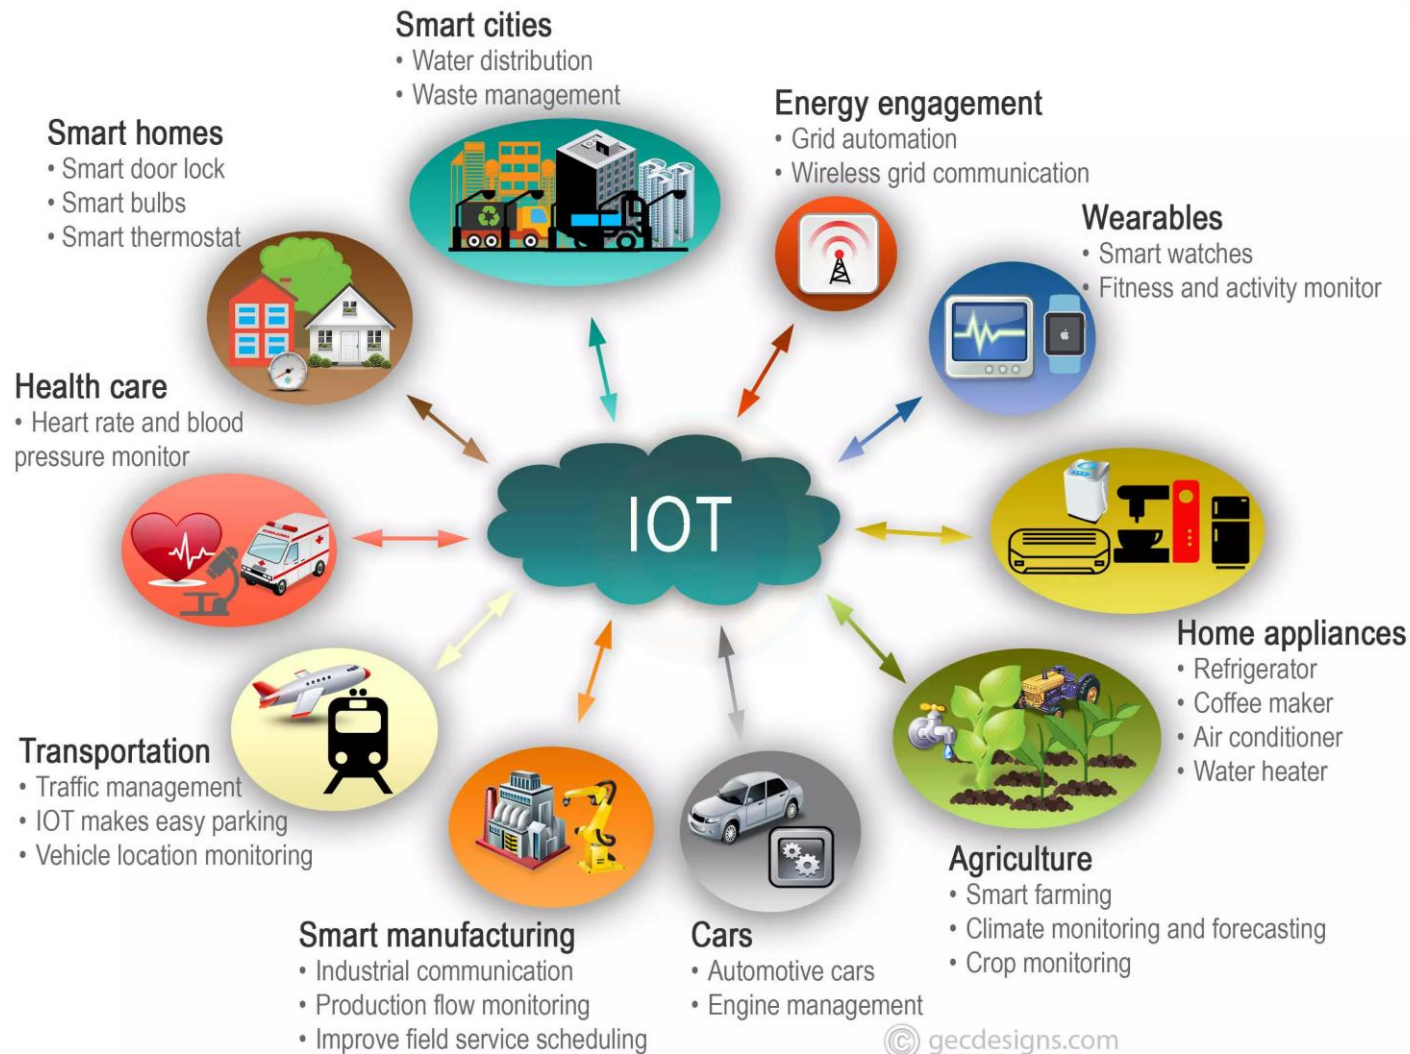 Smart cities
• Water distribution
• Waste management
Energy engagement
• Grid automation
• Wireless grid communication
Smart homes
• Smart door lock
• Smart bulbs
• Smart thermostat
Wearables
• Smart watches
• Fitness and activity monitor
Health care
• Heart rate and blood
pressure monitor
IOT
Home appliances
• Refrigerator
• Coffee maker
• Air conditioner
• Water heater
Transportation
• Traffic management
• IOT makes easy parking
• Vehicle location monitoring
Agriculture
• Smart farming
• Climate monitoring and forecasting
• Crop monitoring
Smart manufacturing
• Industrial communication
• Production flow monitoring
• Improve field service scheduling
Cars
• Automotive cars
• Engine management
© gecdesigns.com